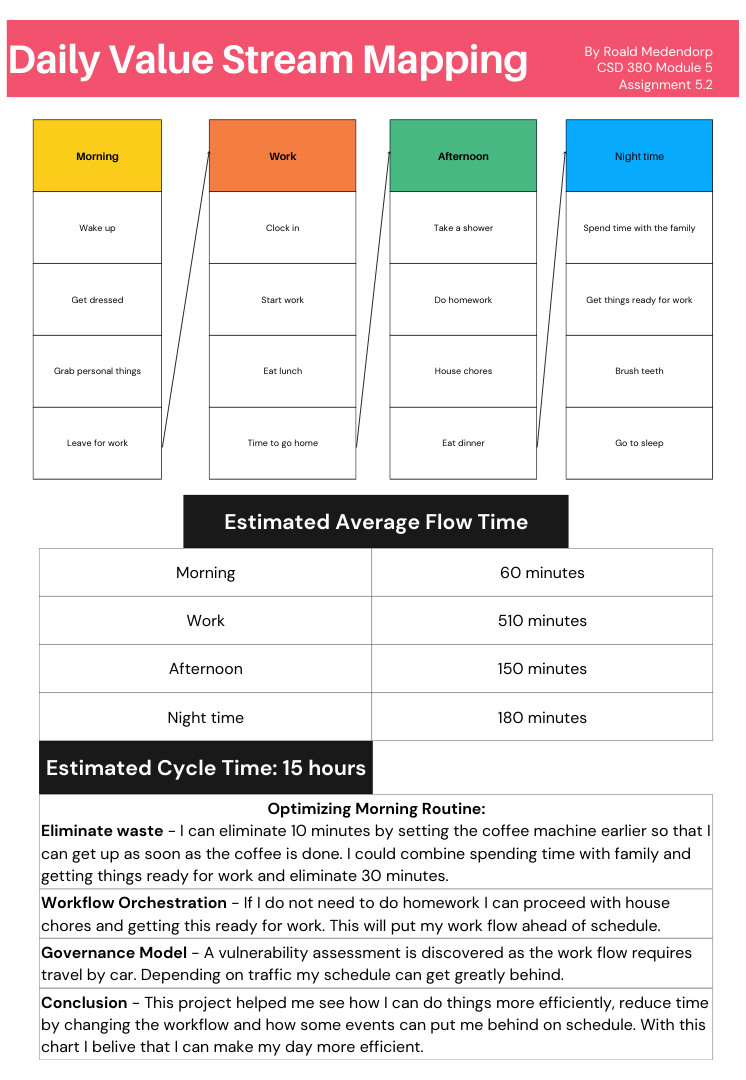 Daily Value Stream Mapping
By Roald Medendorp
CSD 380 Module 5
Assignment 5.2
Morning
Wake up
Get dressed
Grab personal things
Leave for work
Work
Clock in
Start work
Eat lunch
Time to go home
Afternoon
Take a shower
Do homework
House chores
Eat dinner
Night time
Spend time with the family
Get things ready for work
Brush teeth
Go to sleep
Estimated Average Flow Time
Morning 60 minutes
Work 510 minutes
Afternoon 150 minutes
Night time 180 minutes
Estimated Cycle Time: 15 hours
Optimizing Morning Routine:
Eliminate waste - I can eliminate 10 minutes by setting the coffee machine earlier so that I
can get up as soon as the coffee is done. I could combine spending time with family and
getting things ready for work and eliminate 30 minutes.
Workflow Orchestration - If I do not need to do homework I can proceed with house
chores and getting this ready for work. This will put my work flow ahead of schedule.
Governance Model - A vulnerability assessment is discovered as the work flow requires
travel by car. Depending on traffic my schedule can get greatly behind.
Conclusion - This project helped me see how I can do things more efficiently, reduce time
by changing the workflow and how some events can put me behind on schedule. With this
chart I belive that I can make my day more efficient.